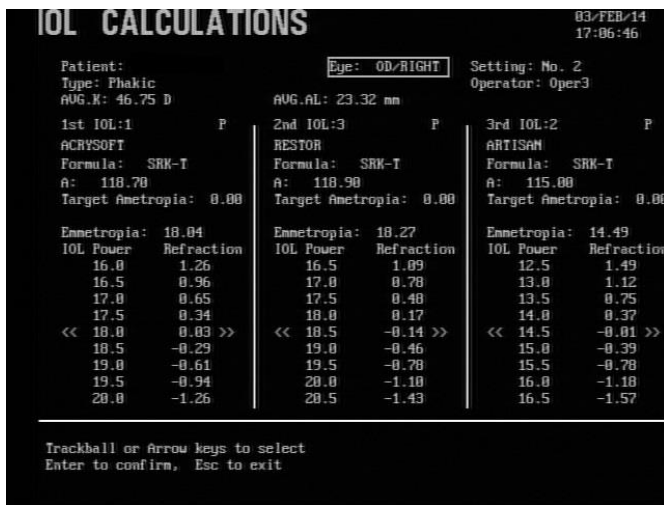 IOL CALCULATIONS
03/FEB/14
17:06:46
Patient: Eye: OD/RIGHT Setting: No. 2
Type: Phakic Operator: Oper3
AVG.K: 46.75 D AVG.AL: 23.32 mm
1st IOL:1 P 2nd IOL:3 P 3rd IOL:2 P
ACRYSOFT RESTOR ARTISAN
Formula: SRK-T Formula: SRK-T Formula: SRK-T
A: 118.70 A: 118.90 A: 115.00
Target Ametropia: 0.00 Target Ametropia: 0.00 Target Ametropia: 0.00
Emmetropia: 18.04 Emmetropia: 18.27 Emmetropia: 14.49
IOL Power Refraction IOL Power Refraction IOL Power Refraction
16.0 1.26 16.5 1.09 12.5 1.49
16.5 0.96 17.0 0.78 13.0 1.12
17.0 0.65 17.5 0.48 13.5 0.75
17.5 0.34 18.0 0.17 14.0 0.37
<< 18.0 0.03 >> << 18.5 -0.14 >> << 14.5 -0.01 >>
18.5 -0.29 19.0 -0.46 15.0 -0.39
19.0 -0.61 19.5 -0.78 15.5 -0.78
19.5 -0.94 20.0 -1.10 16.0 -1.18
20.0 -1.26 20.5 -1.43 16.5 -1.57
Trackball or Arrow keys to select
Enter to confirm, Esc to exit